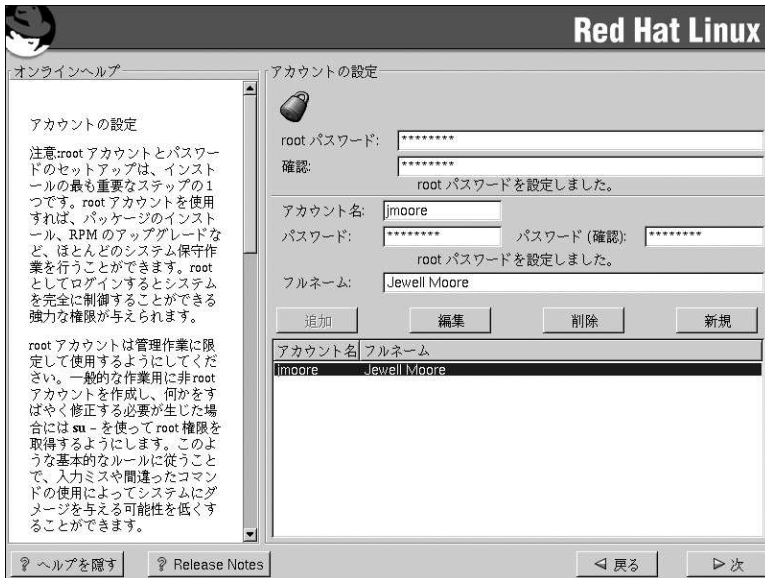 Red Hat Linux
オンラインヘルプ
アカウントの設定
注意:root アカウントとパスワー
ドのセットアップは、インスト
ールの最も重要なステップの1
つです。root アカウントを使用
すれば、パッケージのインスト
ール、RPM のアップグレードな
ど、ほとんどのシステム保守作
業を行うことができます。root
としてログインするとシステム
を完全に制御することができる
強力な権限が与えられます。
root アカウントは管理作業に限
定して使用するようにしてくだ
さい。一般的な作業用に非root
アカウントを作成し、何かをす
ばやく修正する必要が生じた場
合には su - を使って root 権限を
取得するようにします。このよ
うな基本的なルールに従うこと
で、入力ミスや間違ったコマン
ドの使用によってシステムにダ
メージを与える可能性を低くす
ることができます。
アカウントの設定
root パスワード: ********
確認: ********
root パスワードを設定しました。
アカウント名: jmoore
パスワード: ******** パスワード (確認): ********
root パスワードを設定しました。
フルネーム: Jewell Moore
追加 編集 削除 新規
アカウント名 フルネーム
jmoore Jewell Moore
? ヘルプを隠す ? Release Notes 戻る 次